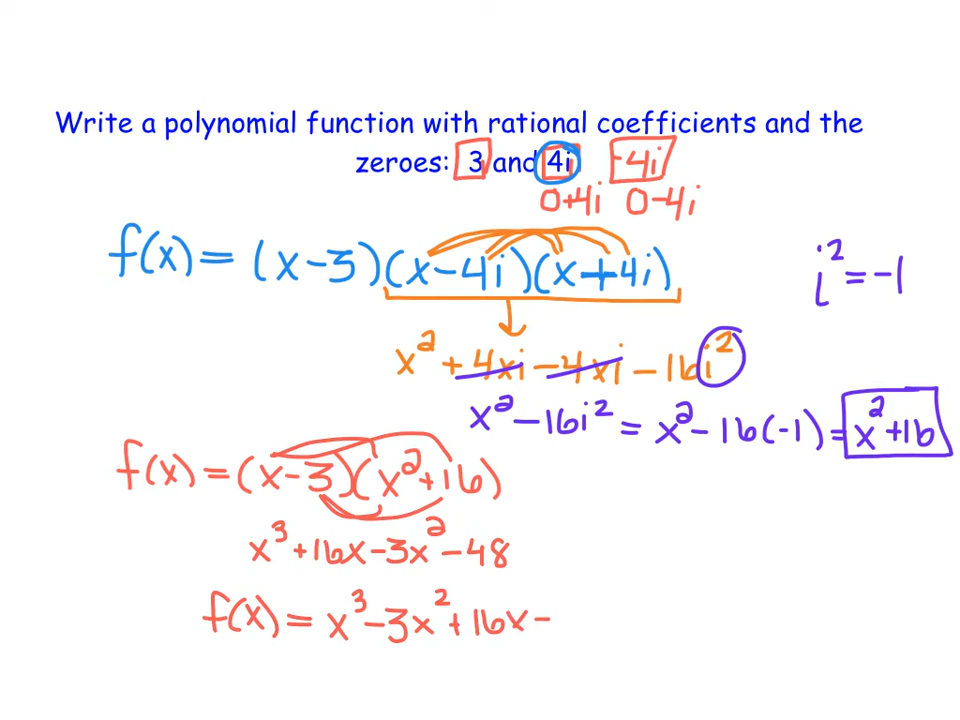 Write a polynomial function with rational coefficients and the
zeroes: 3 and 4i -4i
0+4i 0-4i
f(x) = (x-3)(x-4i)(x+4i)
i² = -1
x² +4xi -4xi -16i²
x² -16i² = x² -16(-1) = x² +16
f(x) = (x-3)(x²+16)
x³ +16x -3x² -48
f(x) = x³ -3x² +16x -